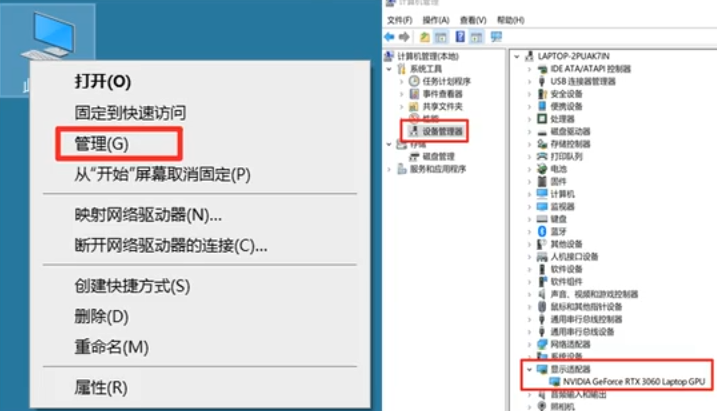 打开(O)
固定到快速访问
管理(G)
从“开始”屏幕取消固定(P)
映射网络驱动器(N)...
断开网络驱动器的连接(C)...
创建快捷方式(S)
删除(D)
重命名(M)
属性(R)
计算机管理
文件(F) 操作(A) 查看(V) 帮助(H)
计算机管理(本地)
系统工具
任务计划程序
事件查看器
共享文件夹
性能
设备管理器
存储
磁盘管理
服务和应用程序
LAPTOP-2PUAK7IN
IDE ATA/ATAPI 控制器
USB 连接器管理器
安全设备
便携设备
处理器
磁盘驱动器
存储控制器
打印队列
电池
固件
计算机
监视器
键盘
蓝牙
其他设备
人机接口设备
软件设备
软件组件
声音、视频和游戏控制器
鼠标和其他指针设备
通用串行总线控制器
通用串行总线设备
网络适配器
系统设备
显示适配器
NVIDIA GeForce RTX 3060 Laptop GPU
音频输入和输出
照相机